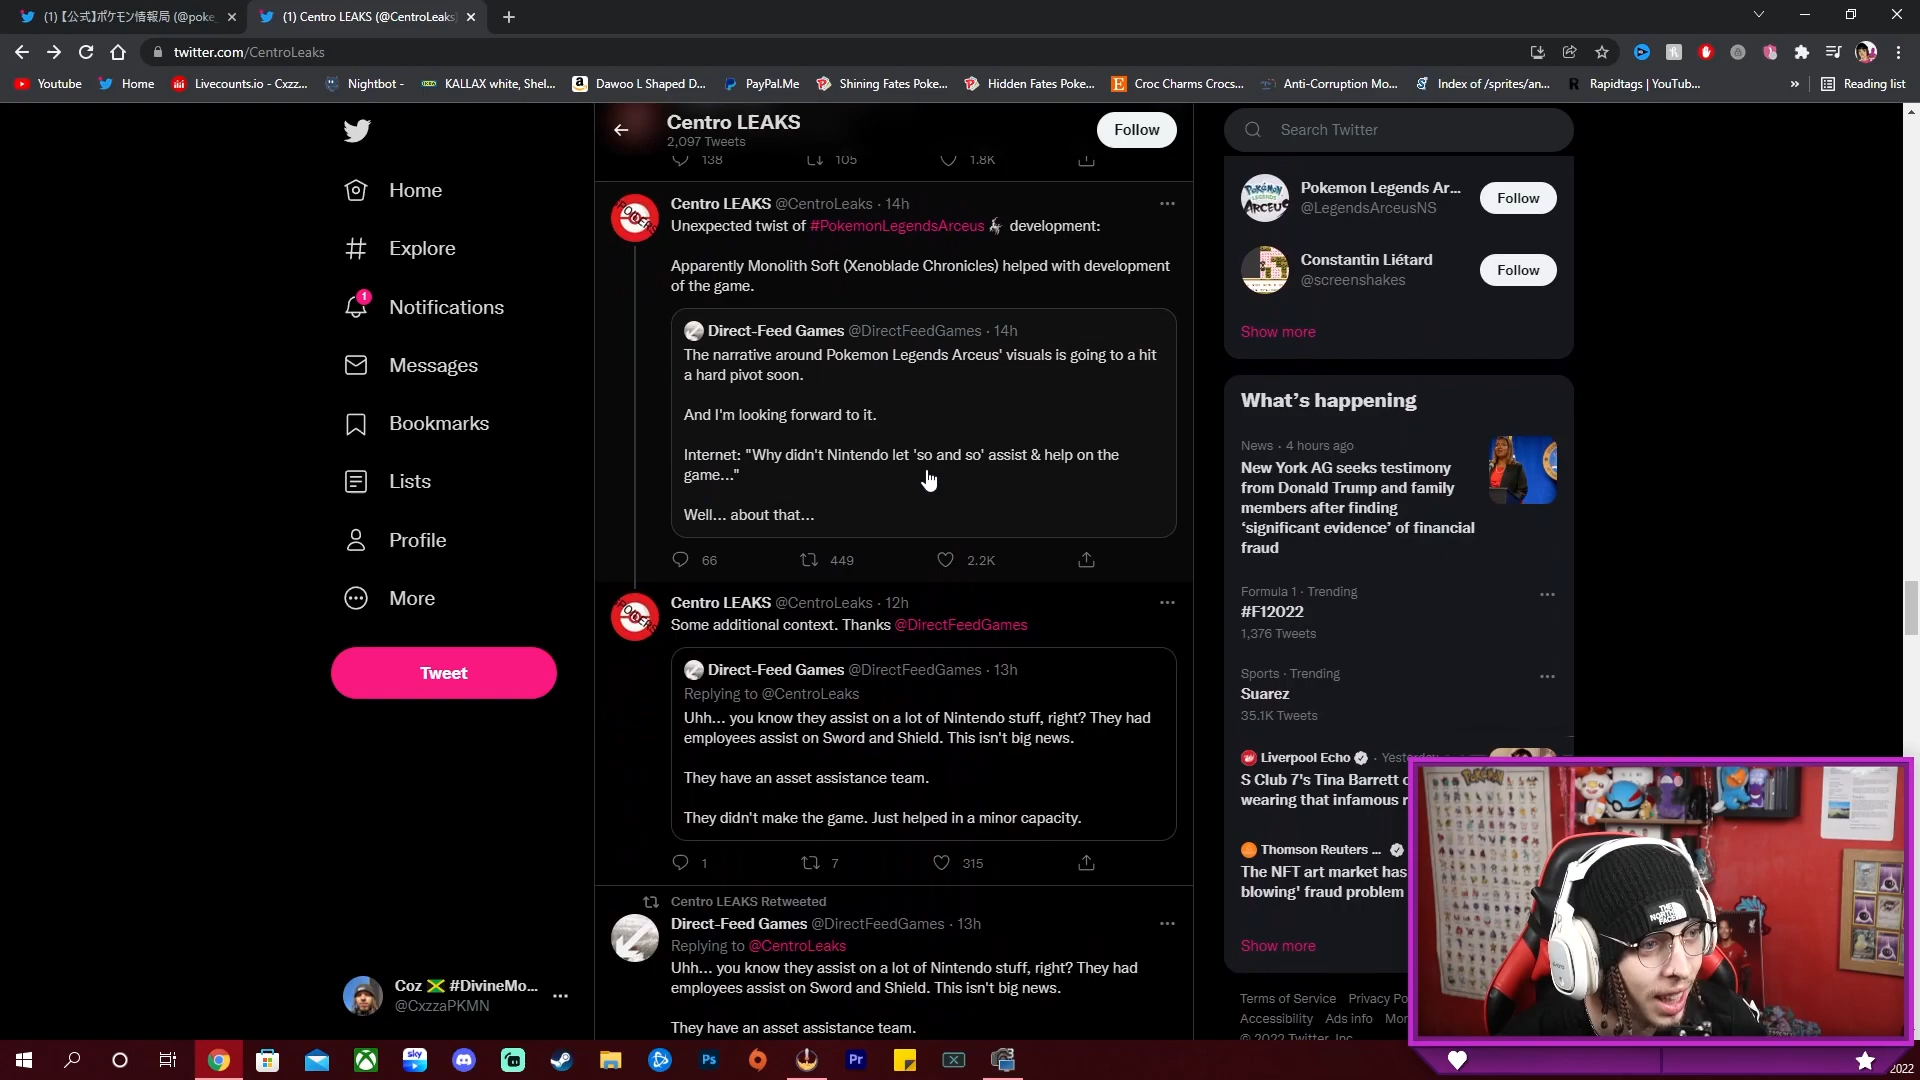 (1)【公式】ポケモン情報局 (@poke_
(1) Centro LEAKS (@CentroLeaks)
twitter.com/CentroLeaks
Youtube
Home
Livecounts.io - Cxzz...
Nightbot -
KALLAX white, Shel...
Dawoo L Shaped D...
PayPal.Me
Shining Fates Poke...
Hidden Fates Poke...
Croc Charms Crocs...
Anti-Corruption Mo...
Index of /sprites/an...
Rapidtags | YouTub...
Reading list
Centro LEAKS
2,097 Tweets
Follow
138
105
1.8K
Home
Explore
1
Notifications
Messages
Bookmarks
Lists
Profile
More
Tweet
Coz 🇯🇲 #DivineMo...
@CxzzaPKMN
Centro LEAKS @CentroLeaks · 14h
Unexpected twist of #PokemonLegendsArceus development:
Apparently Monolith Soft (Xenoblade Chronicles) helped with development
of the game.
Direct-Feed Games @DirectFeedGames · 14h
The narrative around Pokemon Legends Arceus' visuals is going to a hit
a hard pivot soon.
And I'm looking forward to it.
Internet: "Why didn't Nintendo let 'so and so' assist & help on the
game..."
Well... about that...
66
449
2.2K
Centro LEAKS @CentroLeaks · 12h
Some additional context. Thanks @DirectFeedGames
Direct-Feed Games @DirectFeedGames · 13h
Replying to @CentroLeaks
Uhh... you know they assist on a lot of Nintendo stuff, right? They had
employees assist on Sword and Shield. This isn't big news.
They have an asset assistance team.
They didn't make the game. Just helped in a minor capacity.
1
7
315
Centro LEAKS Retweeted
Direct-Feed Games @DirectFeedGames · 13h
Replying to @CentroLeaks
Uhh... you know they assist on a lot of Nintendo stuff, right? They had
employees assist on Sword and Shield. This isn't big news.
They have an asset assistance team.
Search Twitter
Pokemon Legends Ar...
@LegendsArceusNS
Follow
Constantin Liétard
@screenshakes
Follow
Show more
What's happening
News · 4 hours ago
New York AG seeks testimony
from Donald Trump and family
members after finding
'significant evidence' of financial
fraud
Formula 1 · Trending
#F12022
1,376 Tweets
Sports · Trending
Suarez
35.1K Tweets
Liverpool Echo · Yesterday
S Club 7's Tina Barrett
wearing that infamous
Thomson Reuters ...
The NFT art market has
blowing' fraud problem
Show more
Terms of Service Privacy
Accessibility Ads info
© 2022 Twitter, Inc.
THE
NORTH
FACE
sky
Ps
Pr
2022